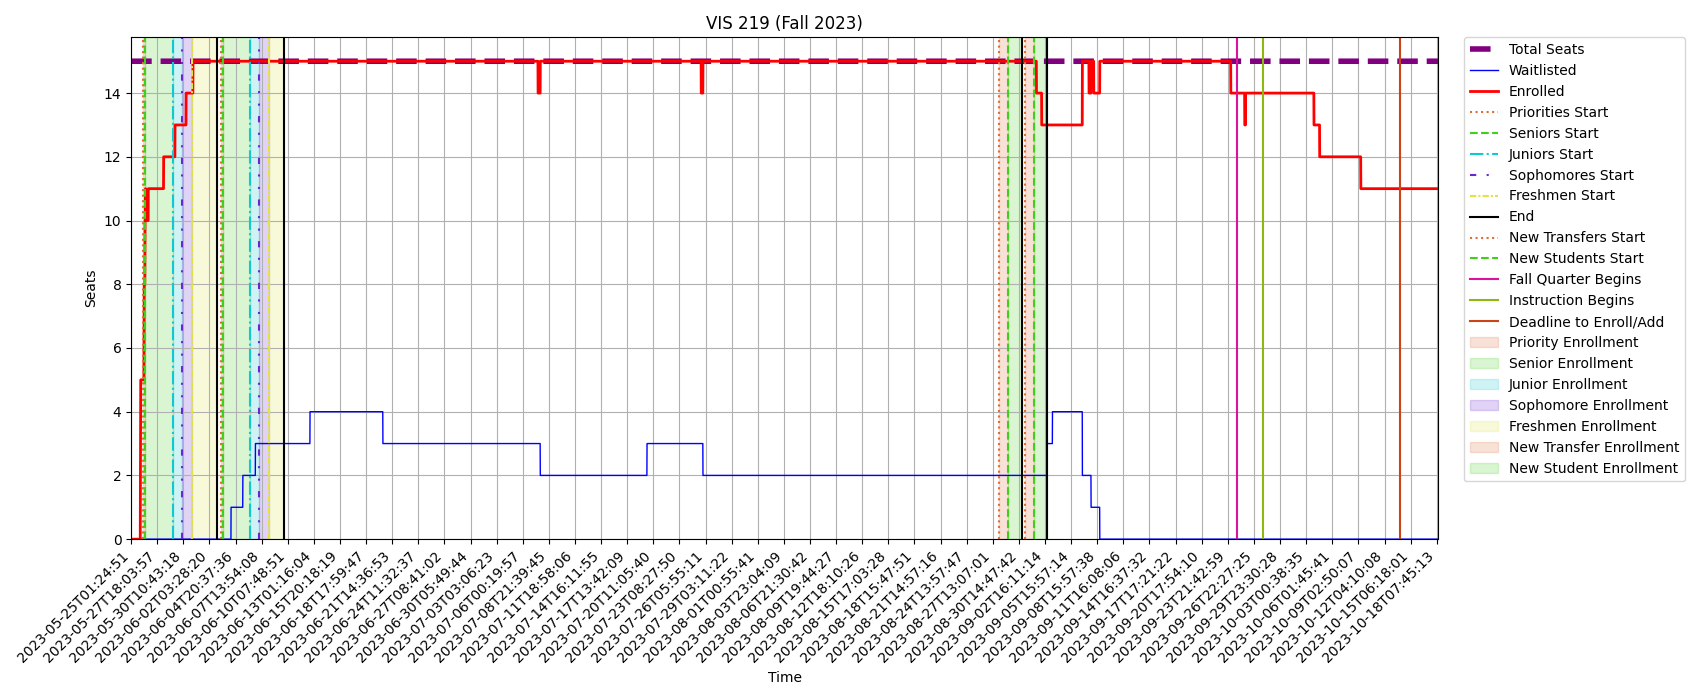 VIS 219 (Fall 2023)
Seats
14
12
10
8
6
4
2
0
2023-05-25T01:24:51
2023-05-27T18:03:57
2023-05-30T10:43:18
2023-06-02T03:28:20
2023-06-04T20:37:36
2023-06-07T13:54:08
2023-06-10T07:48:51
2023-06-13T01:16:04
2023-06-15T20:18:19
2023-06-18T17:59:47
2023-06-21T14:36:53
2023-06-24T11:32:37
2023-06-27T08:41:02
2023-06-30T05:49:44
2023-07-03T03:06:23
2023-07-06T00:19:57
2023-07-08T21:39:45
2023-07-11T18:58:06
2023-07-14T16:11:55
2023-07-17T13:42:09
2023-07-20T11:05:40
2023-07-23T08:27:50
2023-07-26T05:55:11
2023-07-29T03:11:22
2023-08-01T00:55:41
2023-08-03T23:04:09
2023-08-06T21:30:42
2023-08-09T19:44:27
2023-08-12T18:10:26
2023-08-15T17:03:28
2023-08-18T15:47:51
2023-08-21T14:57:16
2023-08-24T13:57:47
2023-08-27T13:07:01
2023-08-30T14:47:42
2023-09-02T16:11:14
2023-09-05T15:57:14
2023-09-08T15:57:38
2023-09-11T16:08:06
2023-09-14T16:37:32
2023-09-17T17:21:22
2023-09-20T17:54:10
2023-09-23T21:42:59
2023-09-26T22:27:25
2023-09-29T23:30:28
2023-10-03T00:38:35
2023-10-06T01:45:41
2023-10-09T02:50:07
2023-10-12T04:10:08
2023-10-15T06:18:01
2023-10-18T07:45:13
Time
Total Seats
Waitlisted
Enrolled
Priorities Start
Seniors Start
Juniors Start
Sophomores Start
Freshmen Start
End
New Transfers Start
New Students Start
Fall Quarter Begins
Instruction Begins
Deadline to Enroll/Add
Priority Enrollment
Senior Enrollment
Junior Enrollment
Sophomore Enrollment
Freshmen Enrollment
New Transfer Enrollment
New Student Enrollment